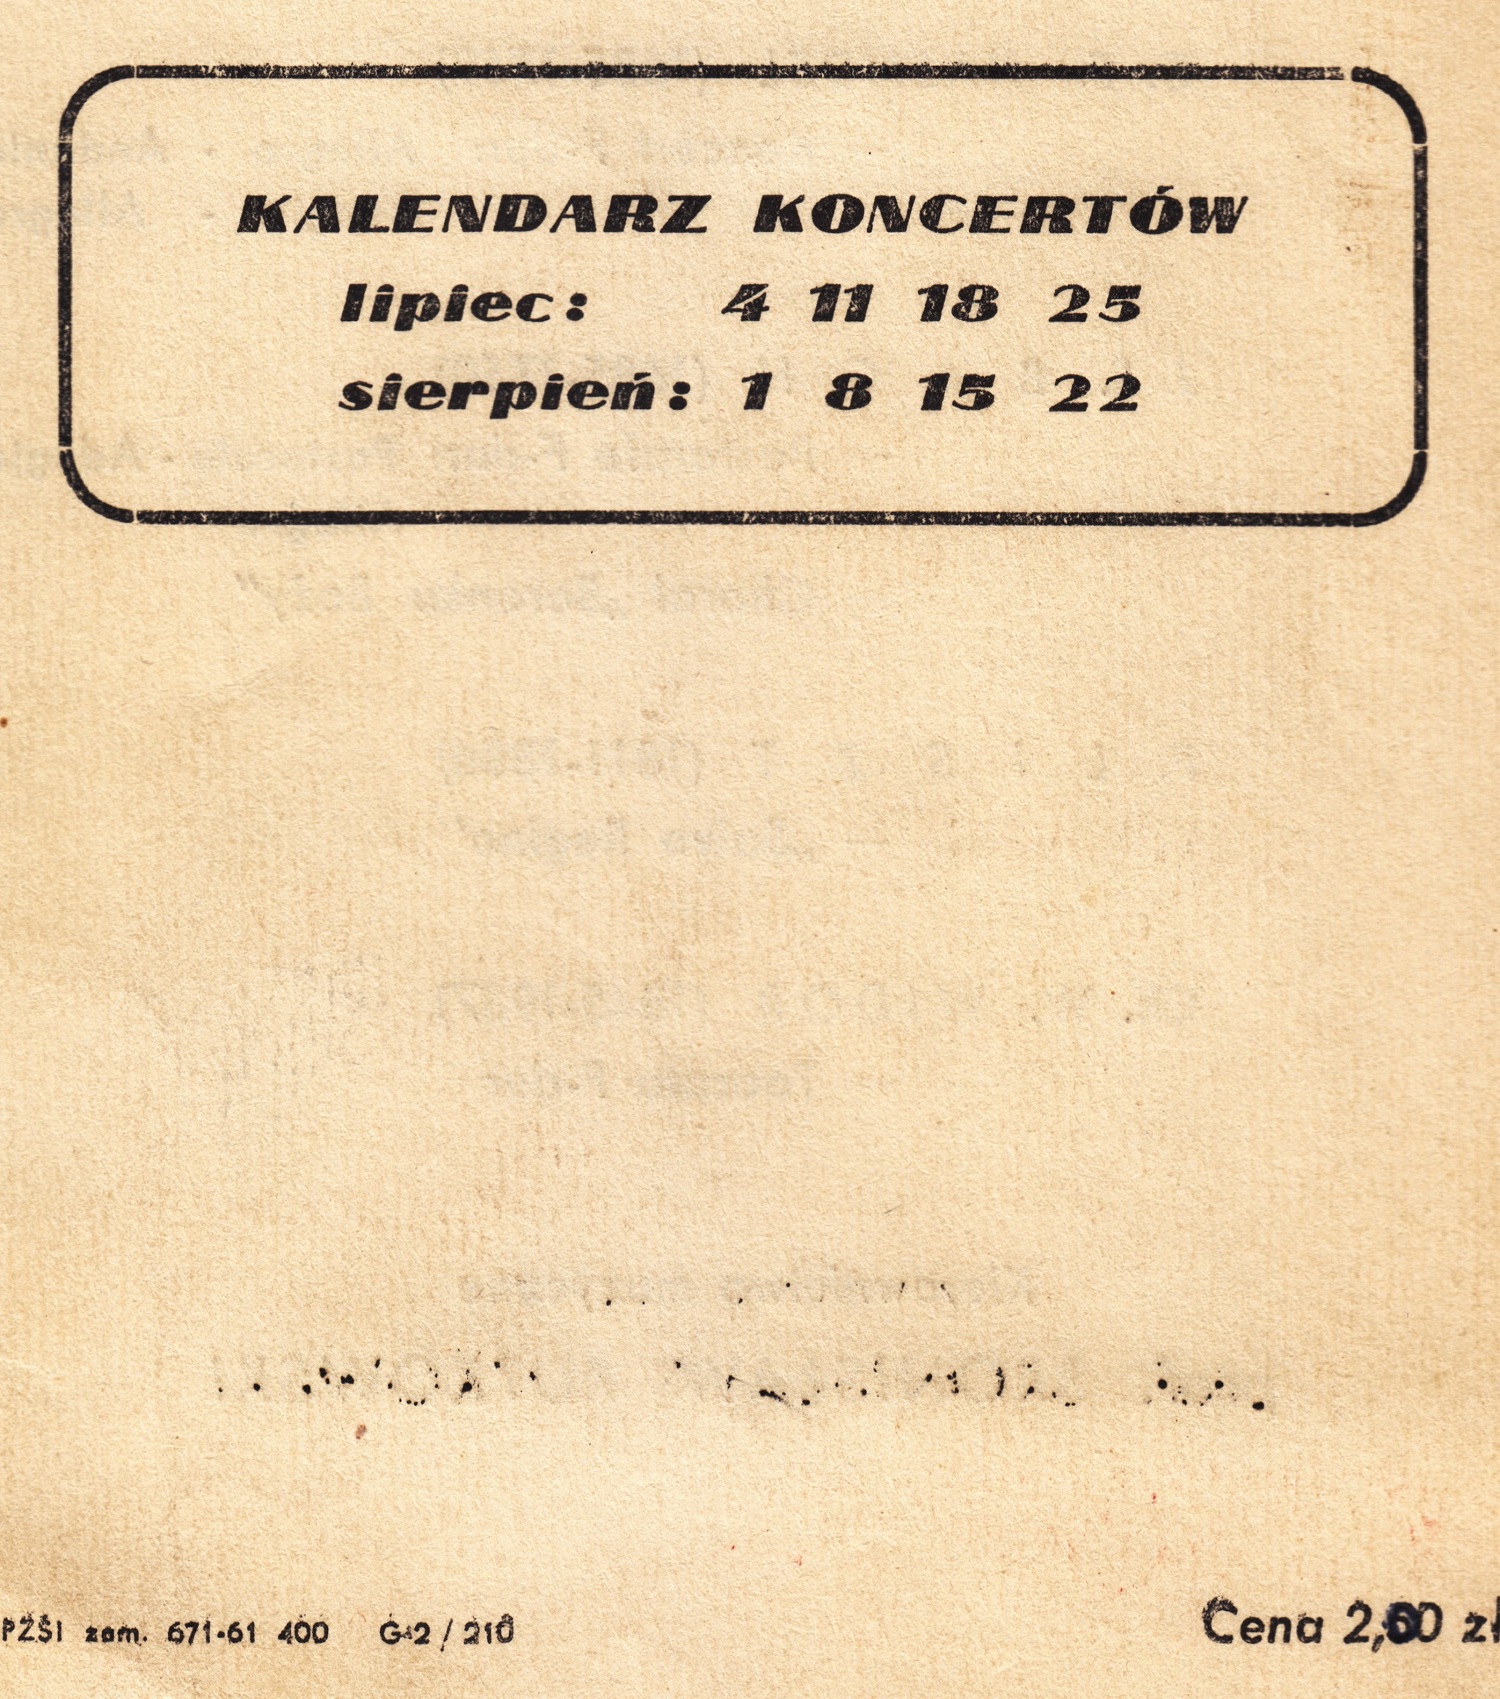 KALENDARZ KONCERTÓW
lipiec: 4 11 18 25
sierpień: 1 8 15 22
PZŚI zam. 671-61 400 G-2 / 210
Cena 2,00 zł